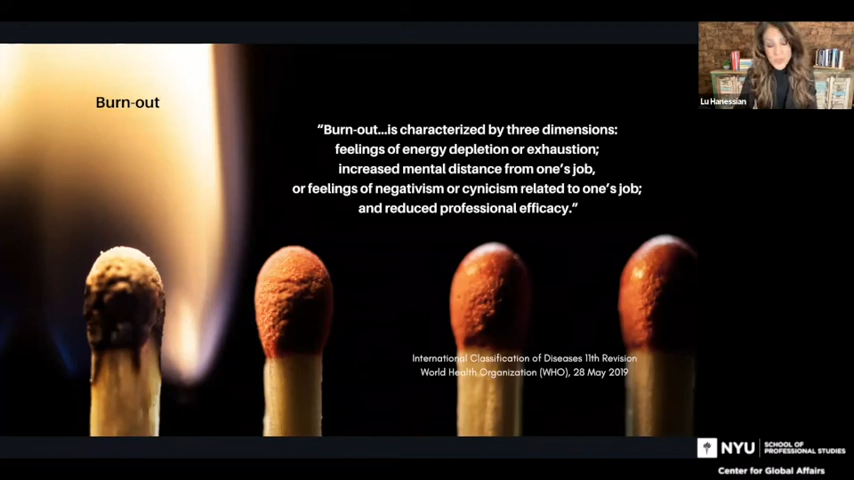 Burn-out
Lu Hanessian
“Burn-out...is characterized by three dimensions:
feelings of energy depletion or exhaustion;
increased mental distance from one’s job,
or feelings of negativism or cynicism related to one’s job;
and reduced professional efficacy.”
International Classification of Diseases 11th Revision
World Health Organization (WHO), 28 May 2019
NYU
SCHOOL OF
PROFESSIONAL STUDIES
Center for Global Affairs